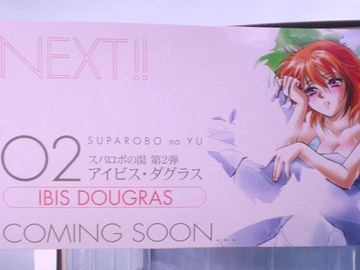 NEXT!!
02
SUPAROBO no YU
スパロボの湯 第2弾
アイビス・ダグラス
IBIS DOUGRAS
COMING SOON...